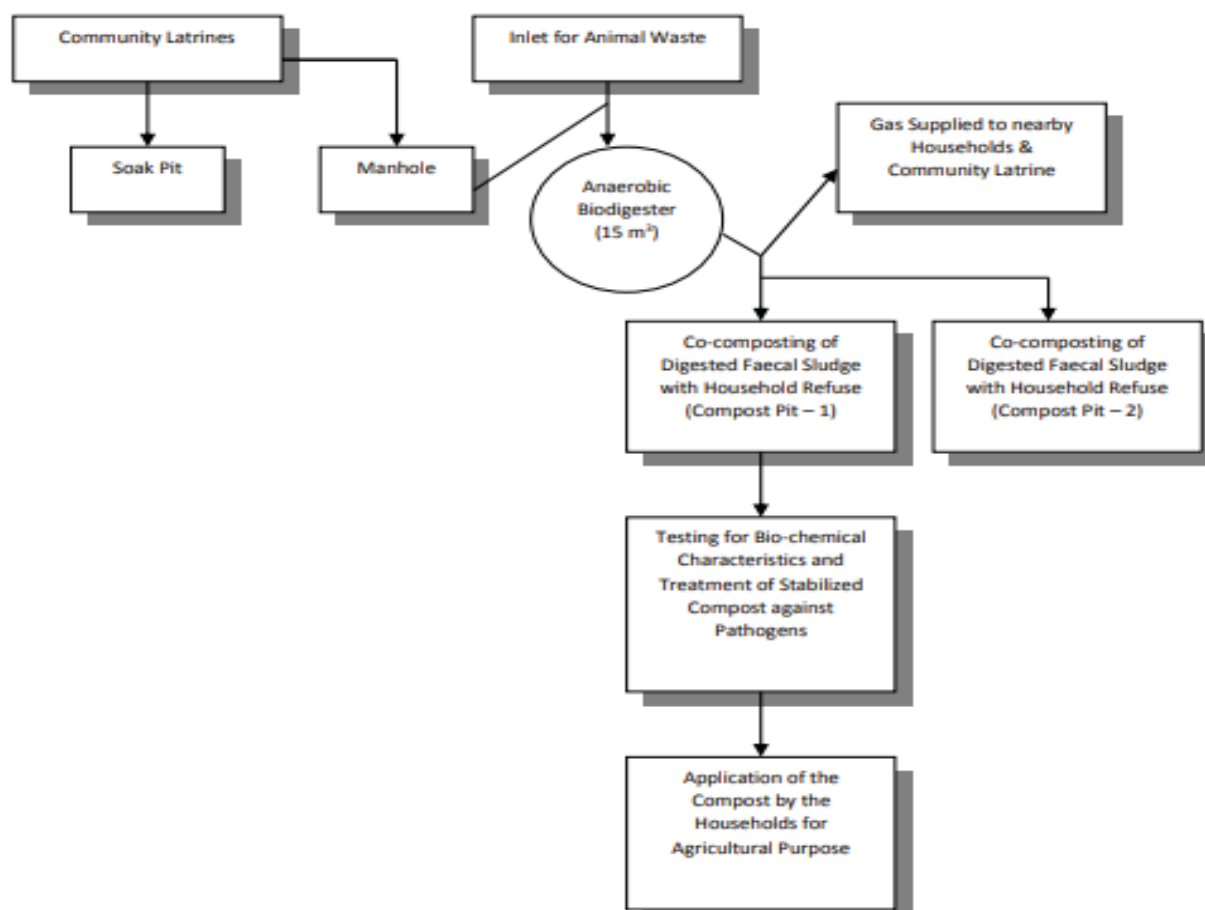 Community Latrines
Inlet for Animal Waste
Gas Supplied to nearby
Households &
Community Latrine
Soak Pit
Manhole
Anaerobic
Biodigester
(15 m³)
Co-composting of
Digested Faecal Sludge
with Household Refuse
(Compost Pit – 1)
Co-composting of
Digested Faecal Sludge
with Household Refuse
(Compost Pit – 2)
Testing for Bio-chemical
Characteristics and
Treatment of Stabilized
Compost against
Pathogens
Application of the
Compost by the
Households for
Agricultural Purpose